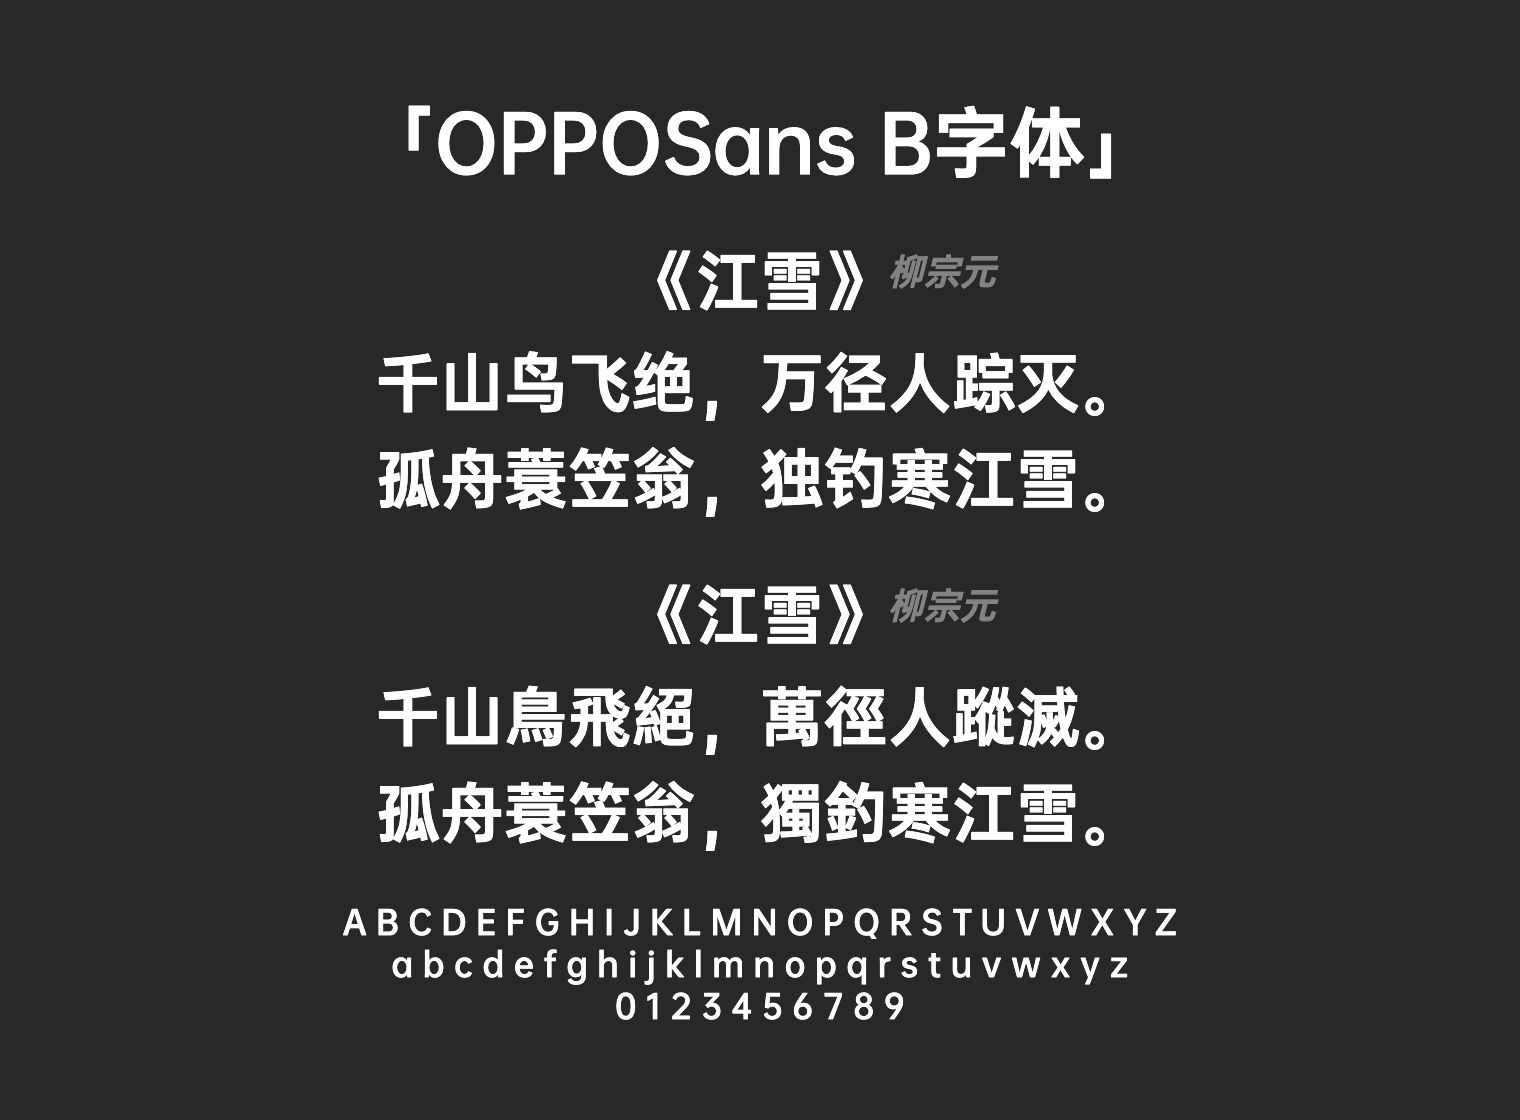 「OPPOSans B字体」
《江雪》柳宗元
千山鸟飞绝，万径人踪灭。
孤舟蓑笠翁，独钓寒江雪。
《江雪》柳宗元
千山鳥飛絕，萬徑人蹤滅。
孤舟蓑笠翁，獨釣寒江雪。
A B C D E F G H I J K L M N O P Q R S T U V W X Y Z
a b c d e f g h i j k l m n o p q r s t u v w x y z
0 1 2 3 4 5 6 7 8 9